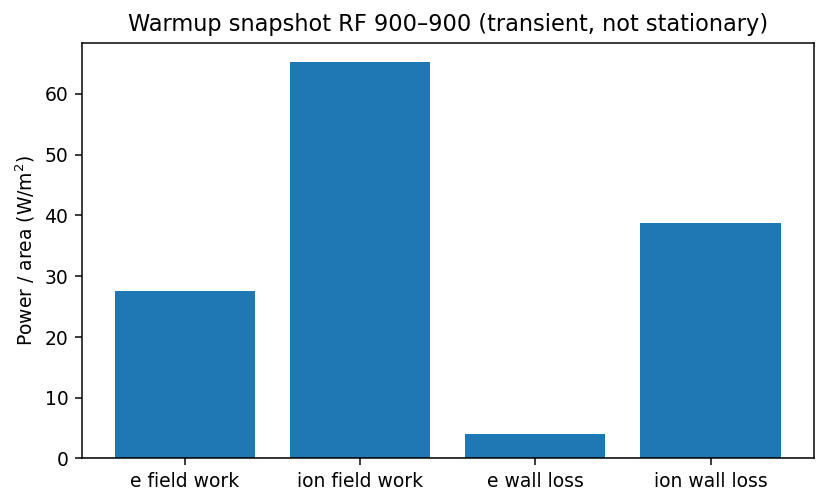 Warmup snapshot RF 900–900 (transient, not stationary)
Power / area (W/m²)
60
50
40
30
20
10
0
e field work
ion field work
e wall loss
ion wall loss